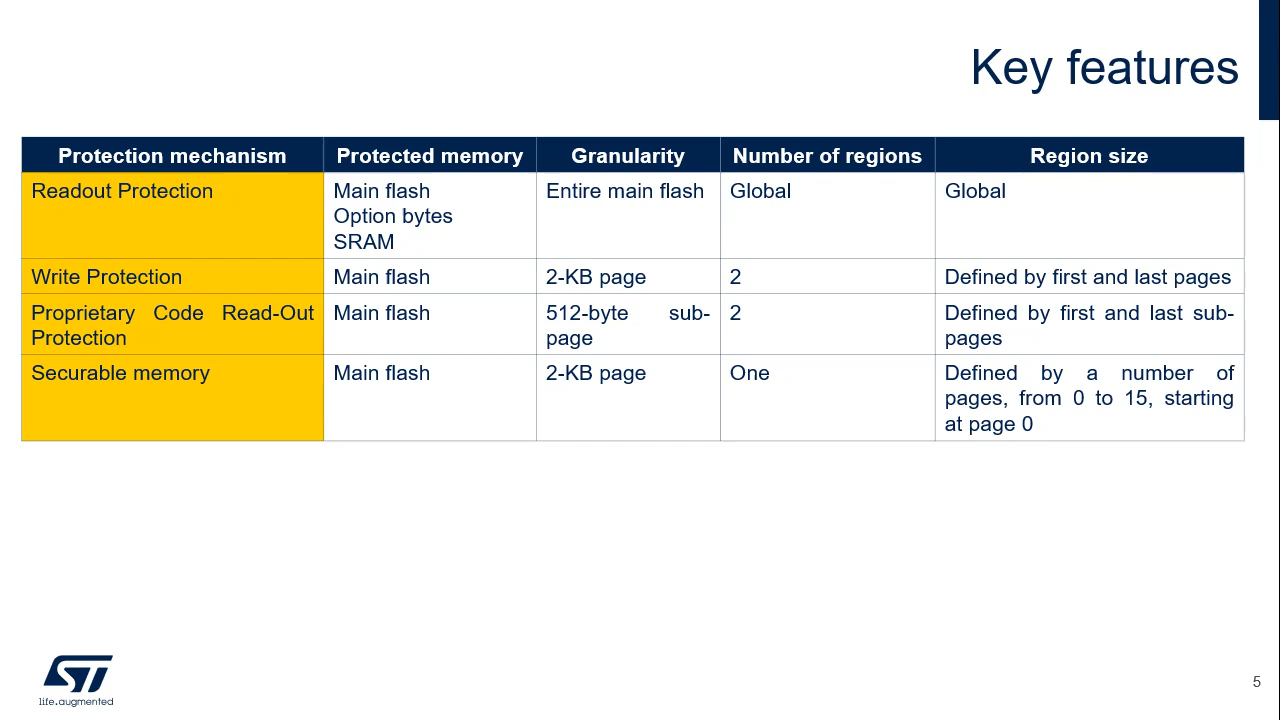 Key features
Protection mechanism Protected memory Granularity Number of regions Region size
Readout Protection Main flash Entire main flash Global Global
Option bytes
SRAM
Write Protection Main flash 2-KB page 2 Defined by first and last pages
Proprietary Code Read-Out Main flash 512-byte sub- 2 Defined by first and last sub-
Protection page pages
Securable memory Main flash 2-KB page One Defined by a number of
pages, from 0 to 15, starting
at page 0
ST
life.augmented
5